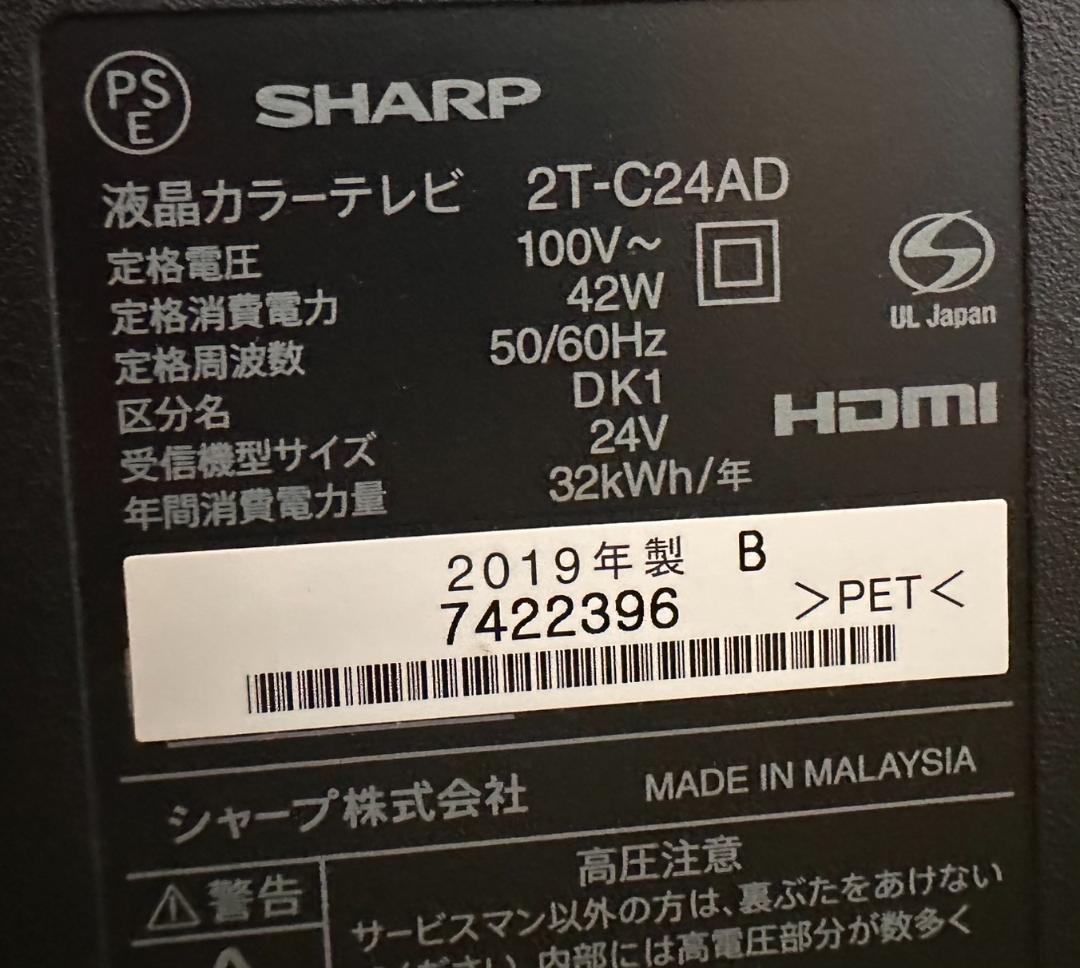 PS
E
SHARP
液晶カラーテレビ 2T-C24AD
定格電圧 100V~
定格消費電力 42W
定格周波数 50/60Hz
区分名 DK1
受信機型サイズ 24V
年間消費電力量 32kWh/年
UL Japan
HDMI
2019年製 B
7422396 >PET<
シャープ株式会社 MADE IN MALAYSIA
警告
高圧注意
サービスマン以外の方は、裏ぶたをあけない
ください。内部には高電圧部分が数多く